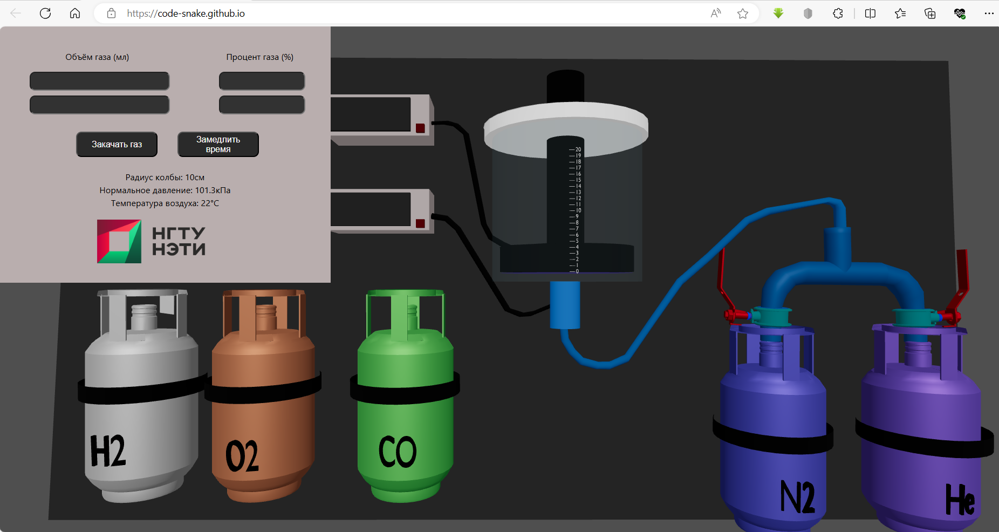 https://code-snake.github.io
Объём газа (мл)
Процент газа (%)
Закачать газ
Замедлить
время
Радиус колбы: 10см
Нормальное давление: 101.3кПа
Температура воздуха: 22°C
НГТУ
НЭТИ
20
19
18
17
16
15
14
13
12
11
10
9
8
7
6
5
4
3
2
1
0
H2
O2
CO
N2
He